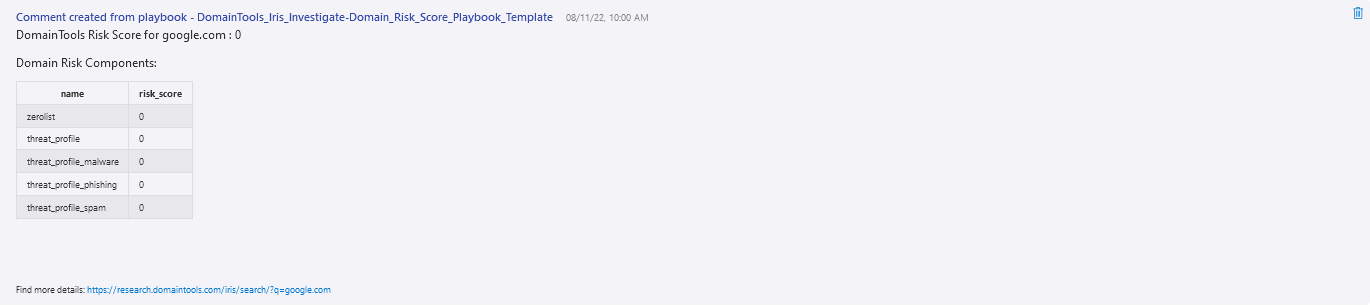 Comment created from playbook - DomainTools_Iris_Investigate-Domain_Risk_Score_Playbook_Template 08/11/22, 10:00 AM
DomainTools Risk Score for google.com : 0
Domain Risk Components:
name risk_score
zerolist 0
threat_profile 0
threat_profile_malware 0
threat_profile_phishing 0
threat_profile_spam 0
Find more details: https://research.domaintools.com/iris/search/?q=google.com